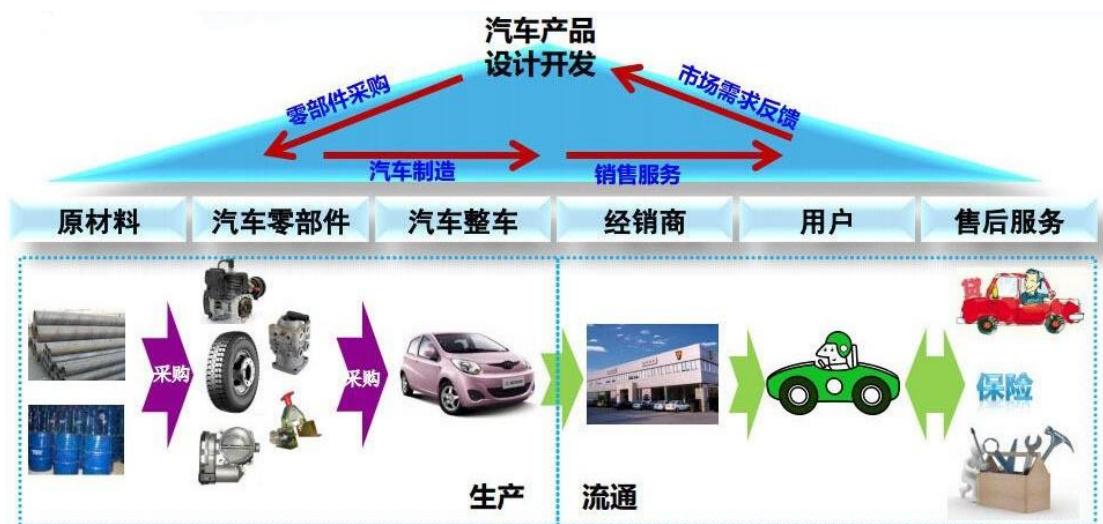 汽车产品
设计开发
零部件采购
市场需求反馈
汽车制造
销售服务
原材料
汽车零部件
汽车整车
经销商
用户
售后服务
采购
采购
贷
保险
生产
流通